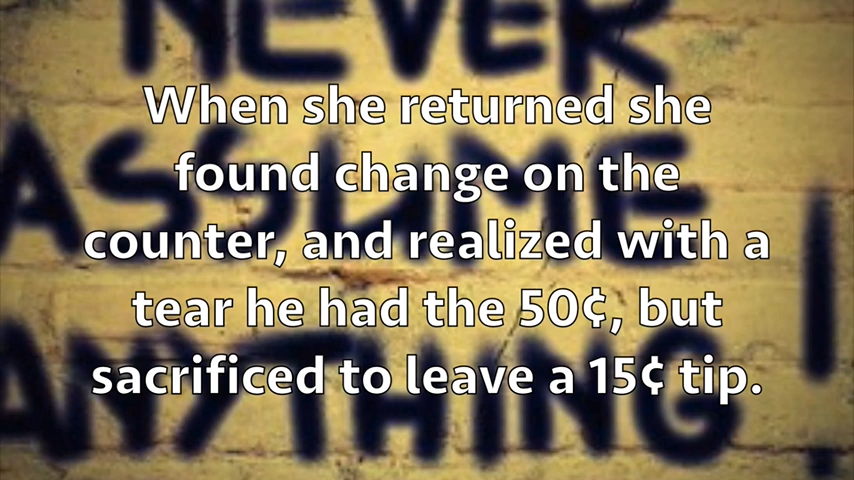 NEVER
When she returned she
ASSUME
found change on the
counter, and realized with a
tear he had the 50¢, but
ANYTHING!
sacrificed to leave a 15¢ tip.